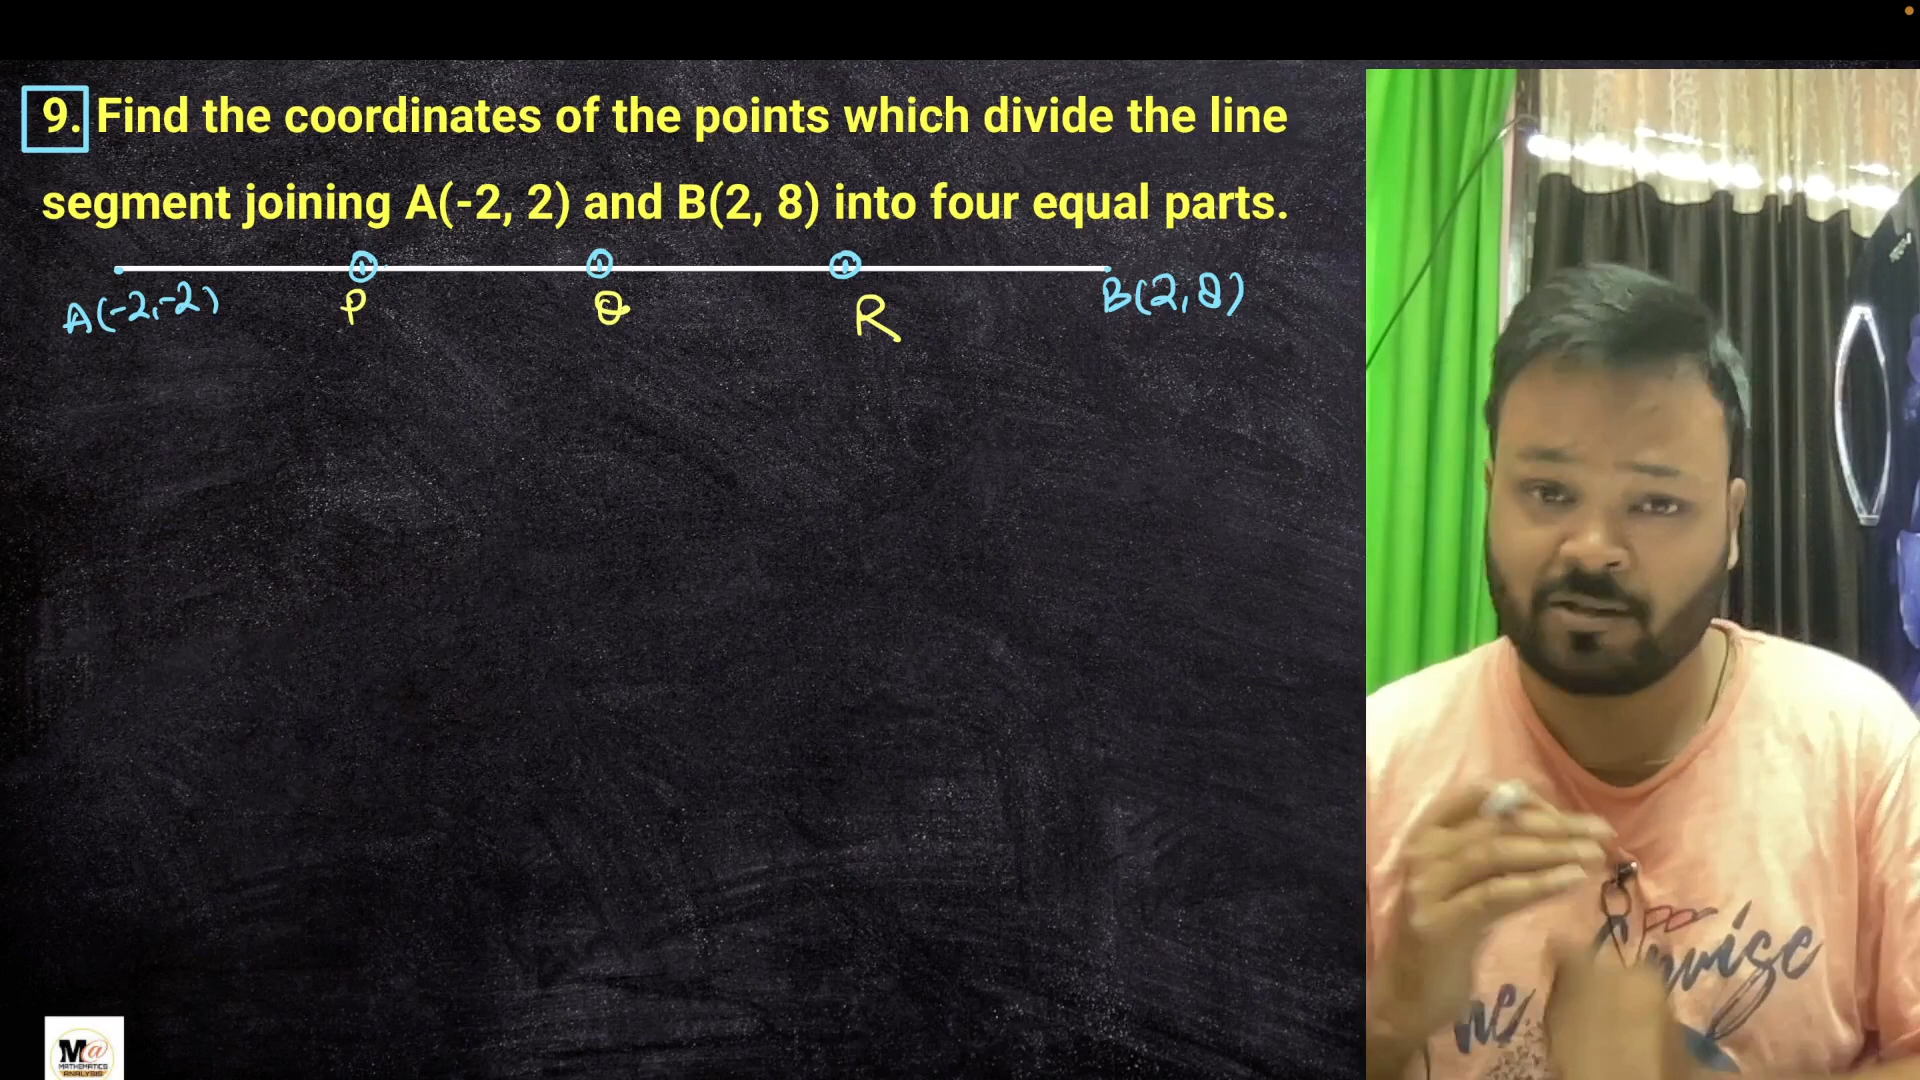 9. Find the coordinates of the points which divide the line
segment joining A(-2, 2) and B(2, 8) into four equal parts.
A(-2,-2) P Q R B(2,8)
M@
MATHEMATICS
ANALYSIS